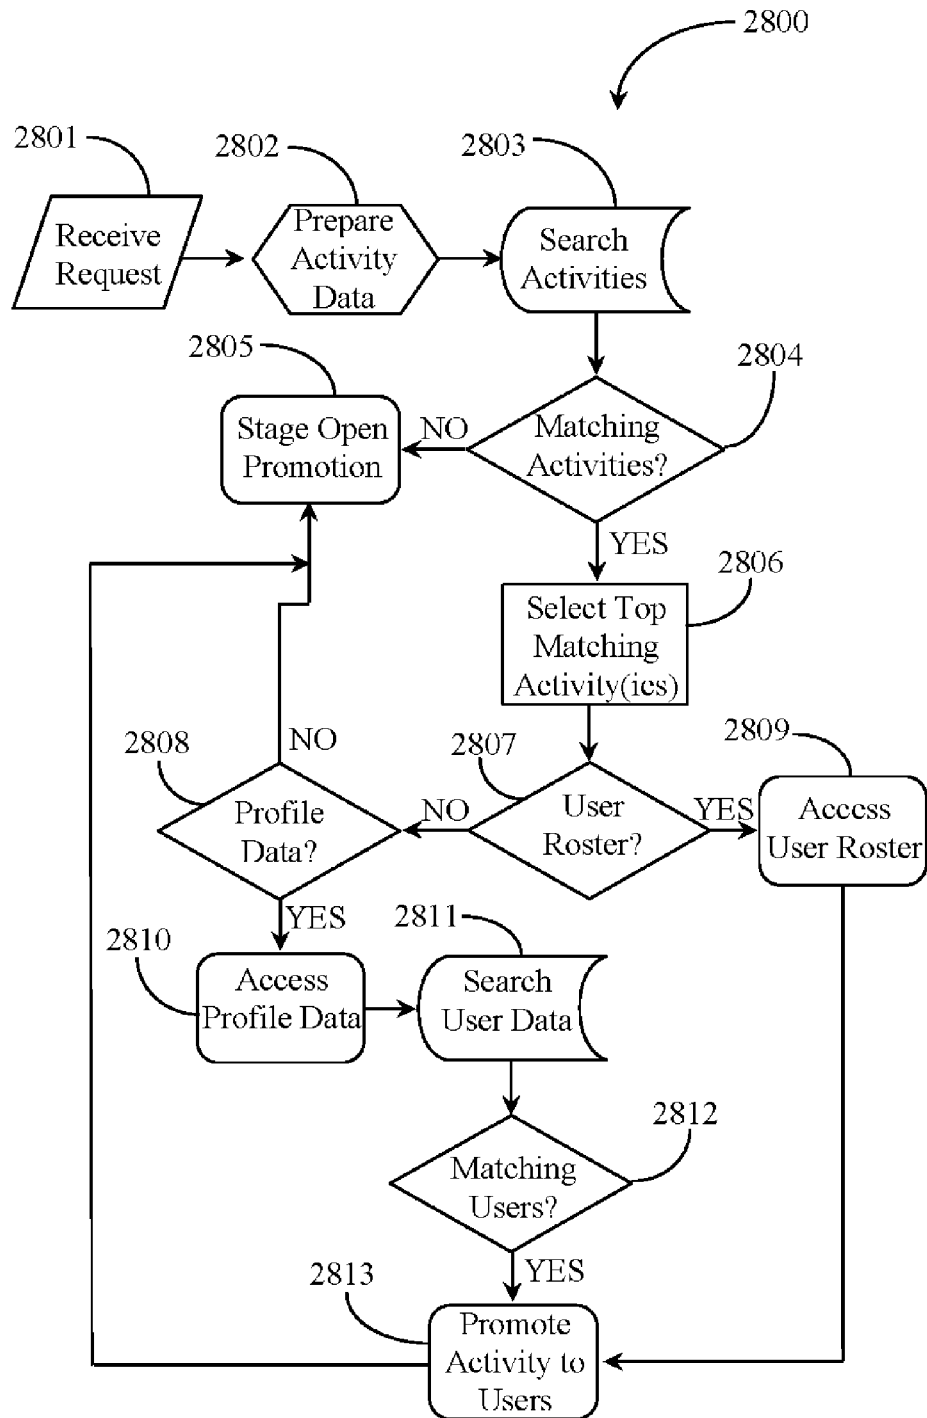 2800
2801
2802
2803
Receive
Request
Prepare
Activity
Data
Search
Activities
2805
2804
Stage Open
Promotion
NO
Matching
Activities?
YES
2806
Select Top
Matching
Activity(ies)
2808
NO
2807
2809
Profile
Data?
NO
User
Roster?
YES
Access
User Roster
YES
2810
2811
Access
Profile Data
Search
User Data
2812
Matching
Users?
YES
2813
Promote
Activity to
Users